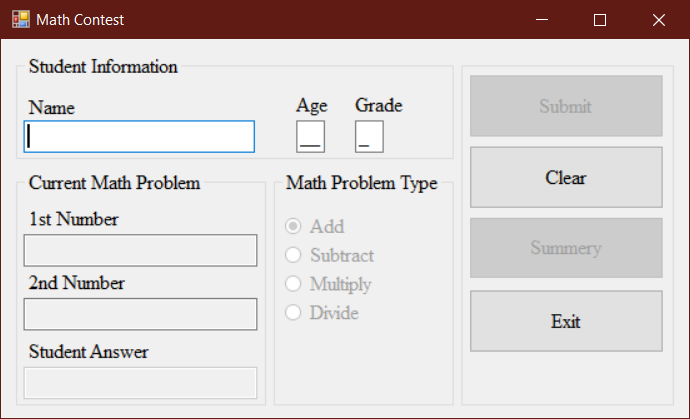 Math Contest
Student Information
Name
Age
Grade
Submit
Clear
Summery
Exit
Current Math Problem
1st Number
2nd Number
Student Answer
Math Problem Type
Add
Subtract
Multiply
Divide